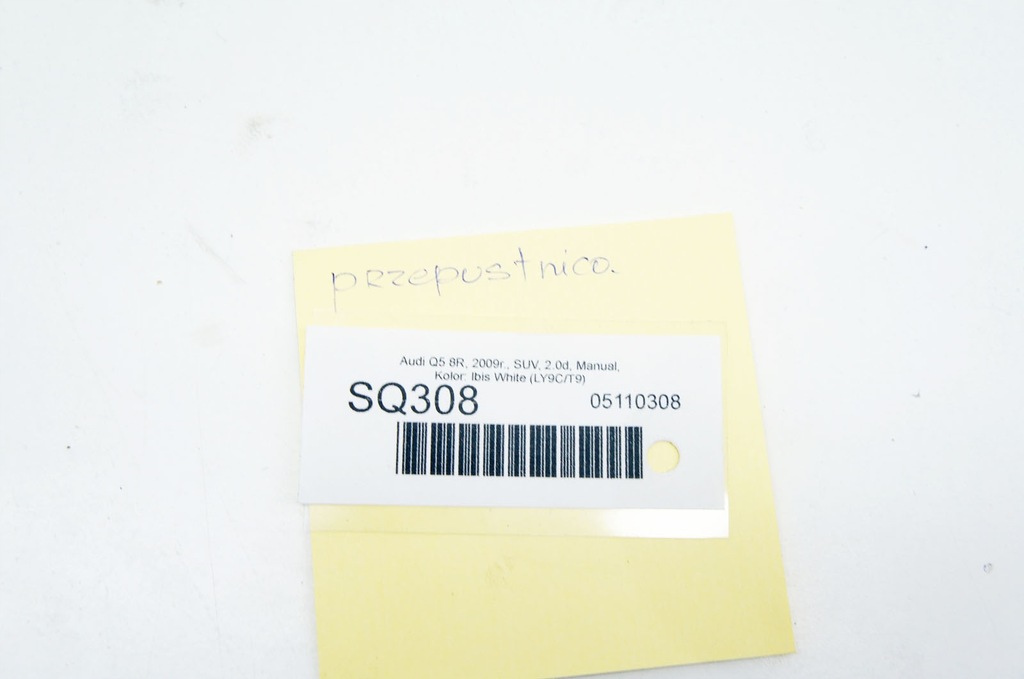 przepustnica
Audi Q5 8R, 2009r., SUV, 2.0d, Manual,
Kolor: Ibis White (LY9C/T9)
SQ308
05110308